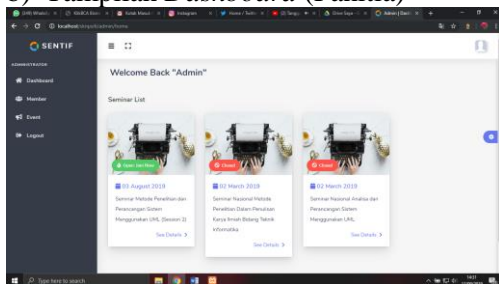 Tampilan Dashboard (Panitia)
localhost
SENTIF
ADMINISTRATOR
Dashboard
Member
Event
Logout
Welcome Back "Admin"
Seminar List
Open Just Now
03 August 2019
Seminar Metode Penelitian dan
Perancangan Sistem
Menggunakan UML (Session 2)
See Details >
Closed
02 March 2019
Seminar Nasional Metode
Penelitian Dalam Penulisan
Karya Ilmiah Bidang Teknik
Informatika
See Details >
Closed
02 March 2019
Seminar Nasional Analisa dan
Perancangan Sistem
Menggunakan UML
See Details >
Type here to search